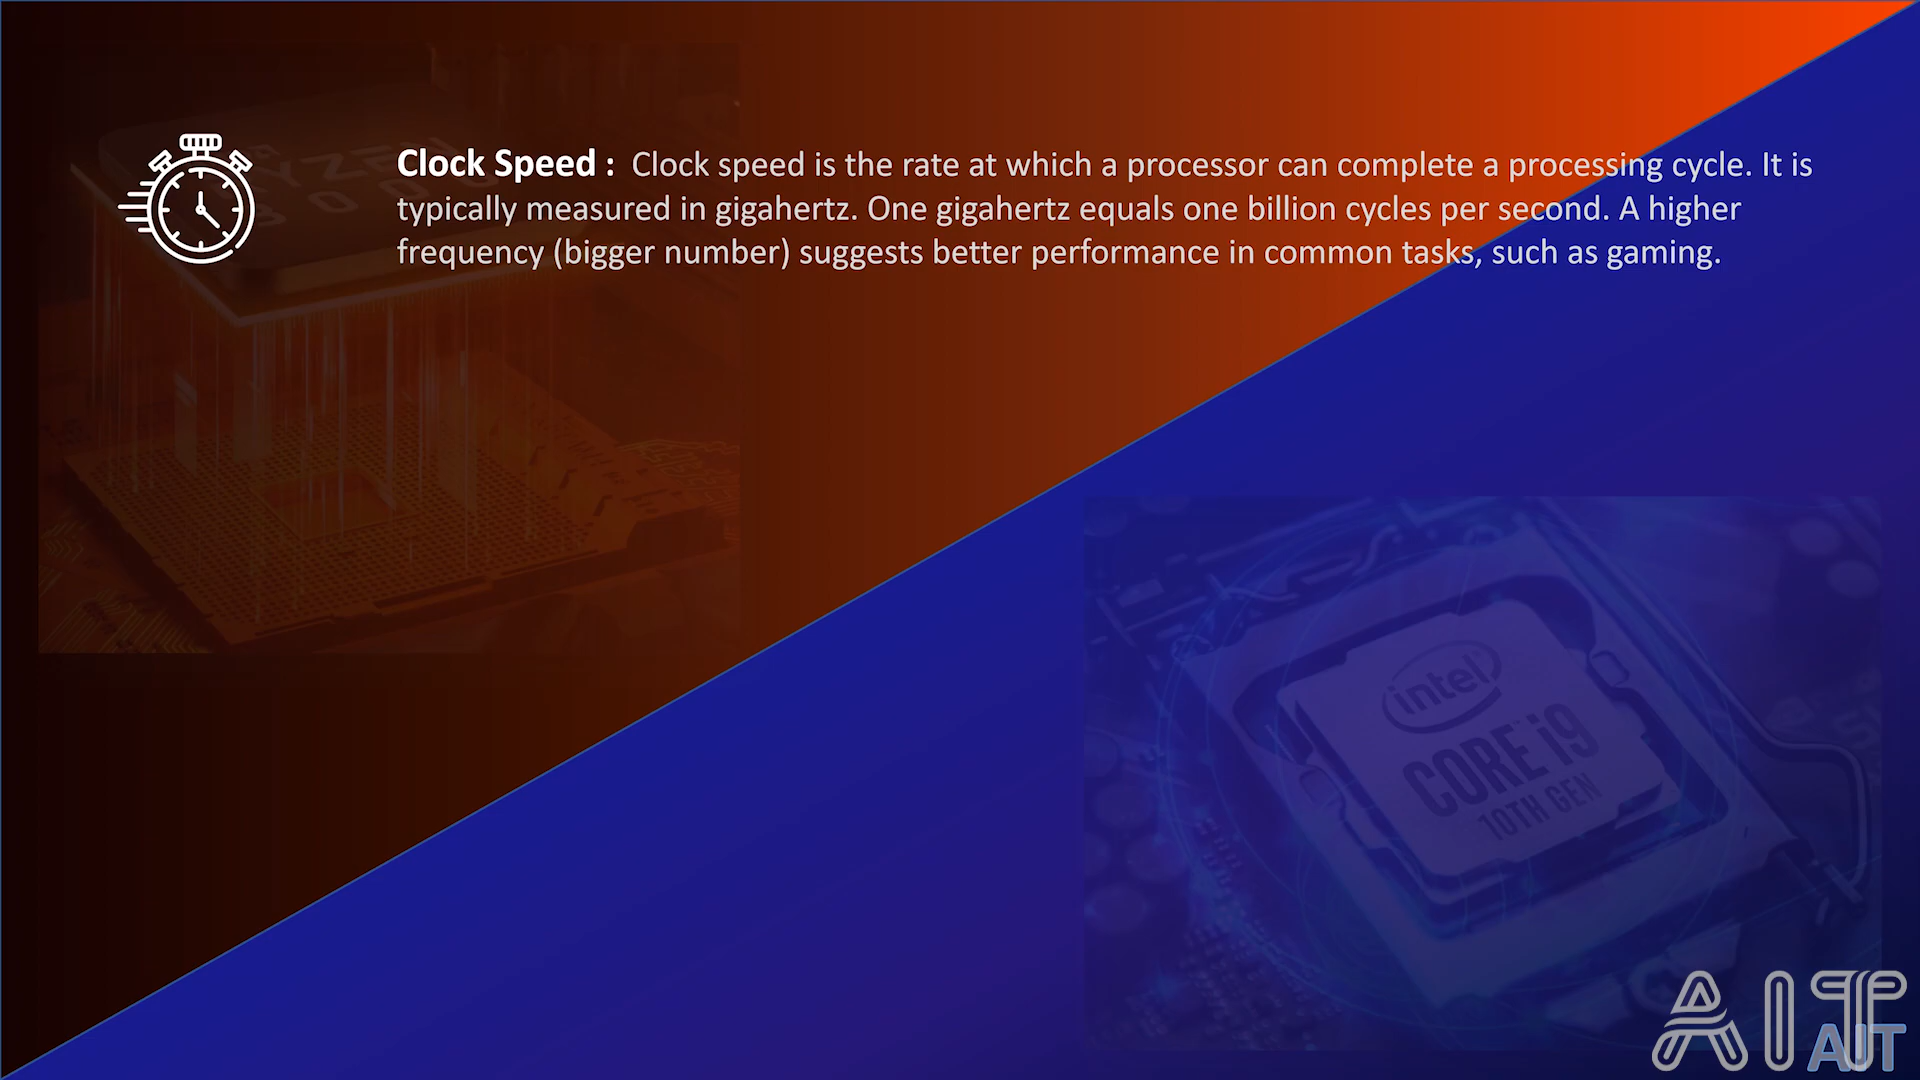 Clock Speed : Clock speed is the rate at which a processor can complete a processing cycle. It is
typically measured in gigahertz. One gigahertz equals one billion cycles per second. A higher
frequency (bigger number) suggests better performance in common tasks, such as gaming.
intel
CORE i9
10TH GEN
AIT
AIT